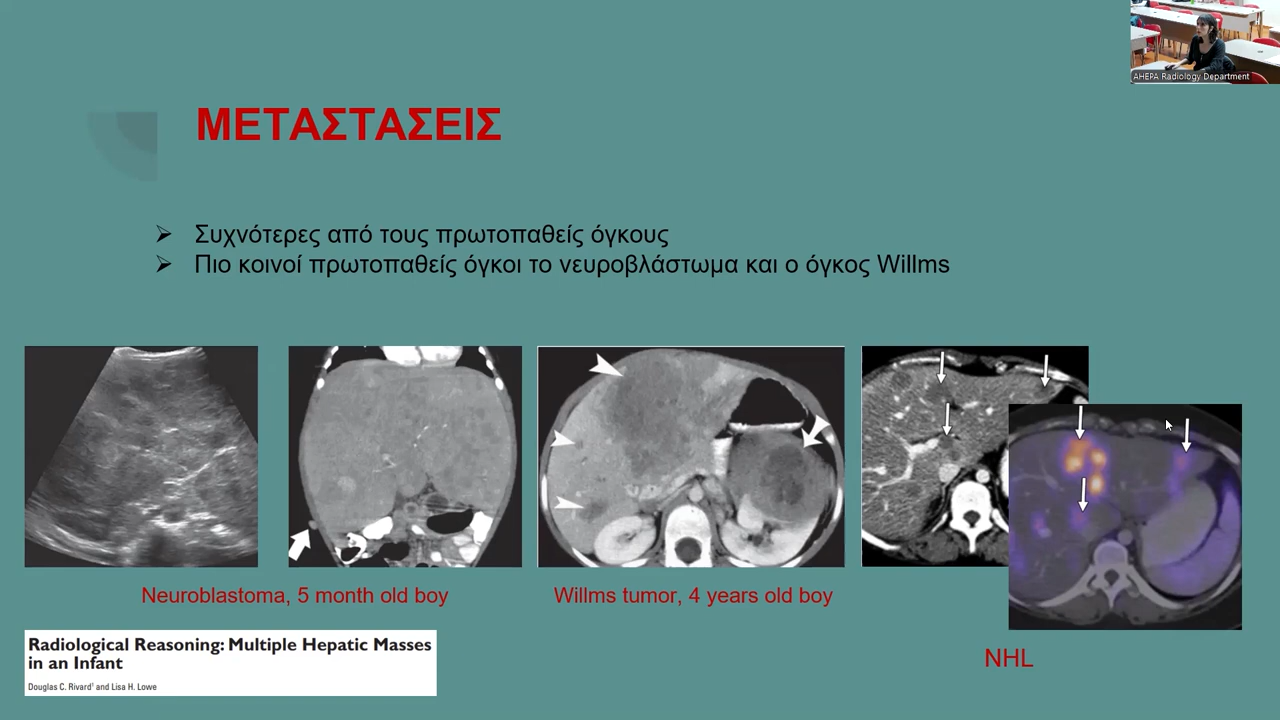 AHEPA Radiology Department
ΜΕΤΑΣΤΑΣΕΙΣ
Συχνότερες από τους πρωτοπαθείς όγκους
Πιο κοινοί πρωτοπαθείς όγκοι το νευροβλάστωμα και ο όγκος Willms
Neuroblastoma, 5 month old boy
Willms tumor, 4 years old boy
NHL
Radiological Reasoning: Multiple Hepatic Masses
in an Infant
Douglas C. Rivard¹ and Lisa H. Lowe